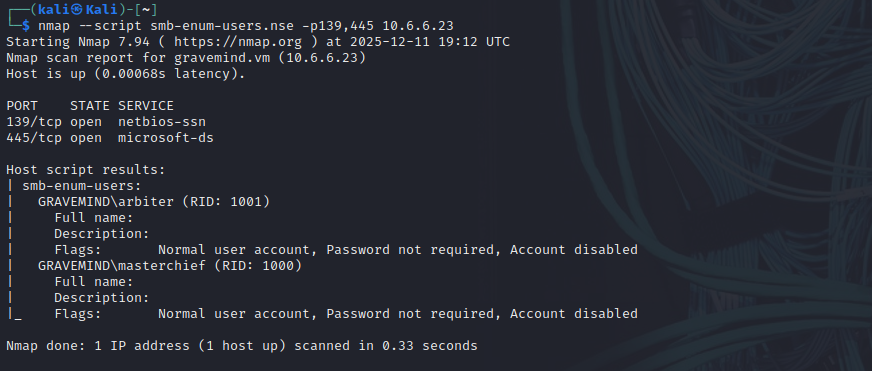 ┌──(kali㉿Kali)-[~]
└─$ nmap --script smb-enum-users.nse -p139,445 10.6.6.23
Starting Nmap 7.94 ( https://nmap.org ) at 2025-12-11 19:12 UTC
Nmap scan report for gravemind.vm (10.6.6.23)
Host is up (0.00068s latency).

PORT    STATE SERVICE
139/tcp open  netbios-ssn
445/tcp open  microsoft-ds

Host script results:
| smb-enum-users:
|   GRAVEMIND\arbiter (RID: 1001)
|     Full name:
|     Description:
|     Flags:       Normal user account, Password not required, Account disabled
|   GRAVEMIND\masterchief (RID: 1000)
|     Full name:
|     Description:
|_    Flags:       Normal user account, Password not required, Account disabled

Nmap done: 1 IP address (1 host up) scanned in 0.33 seconds